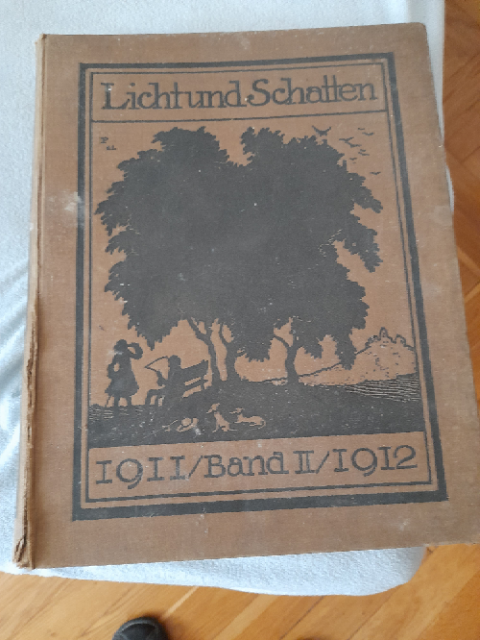 Licht und Schatten
1911/Band II/1912